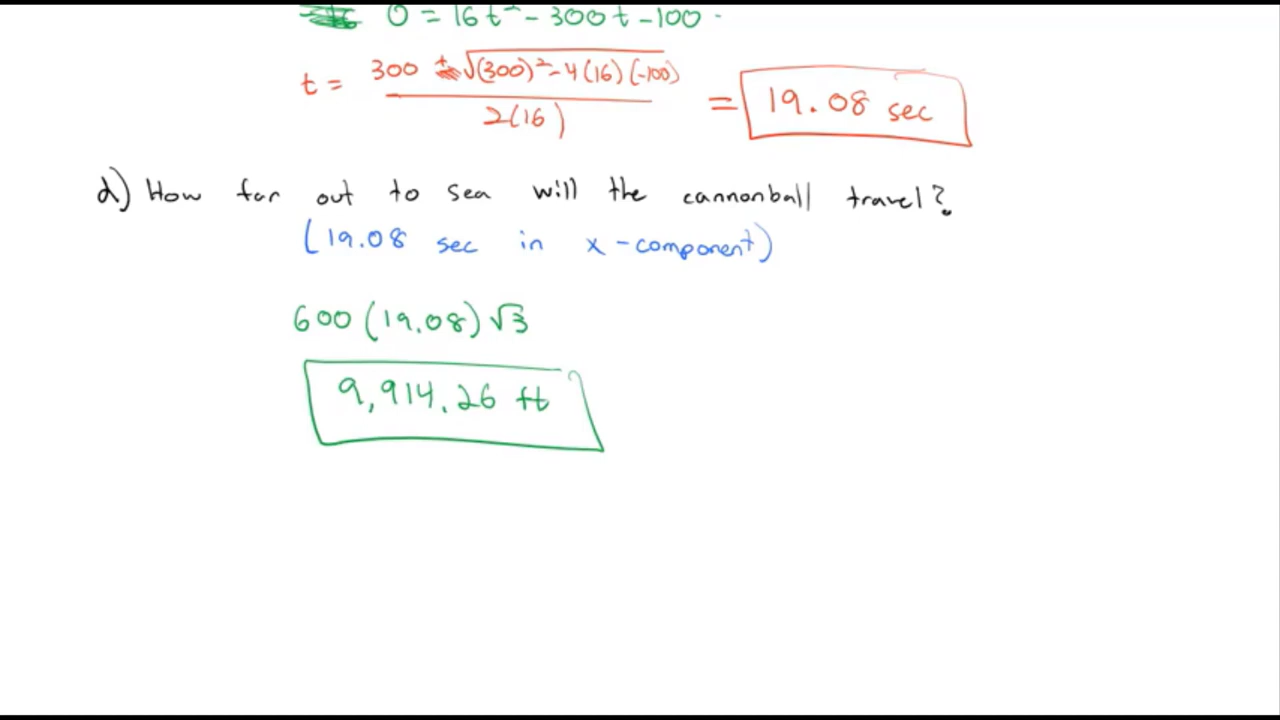 0 = 16t² - 300t - 100
t = (300 ± √((300)² - 4(16)(-100))) / 2(16) = 19.08 sec
d) How far out to sea will the cannonball travel?
(19.08 sec in x-component)
600(19.08)√3
9,914.26 ft